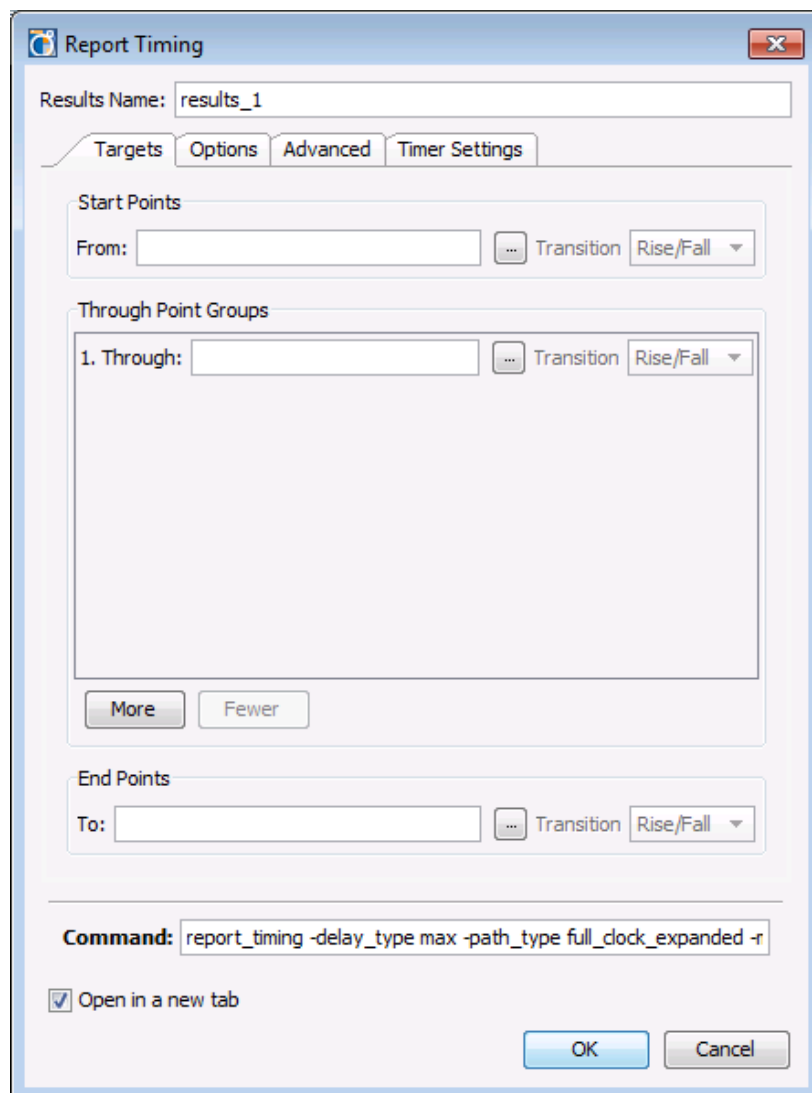 Report Timing
Results Name: results_1
Targets Options Advanced Timer Settings
Start Points
From: ... Transition Rise/Fall
Through Point Groups
1. Through: ... Transition Rise/Fall
More Fewer
End Points
To: ... Transition Rise/Fall
Command: report_timing -delay_type max -path_type full_clock_expanded
Open in a new tab
OK Cancel